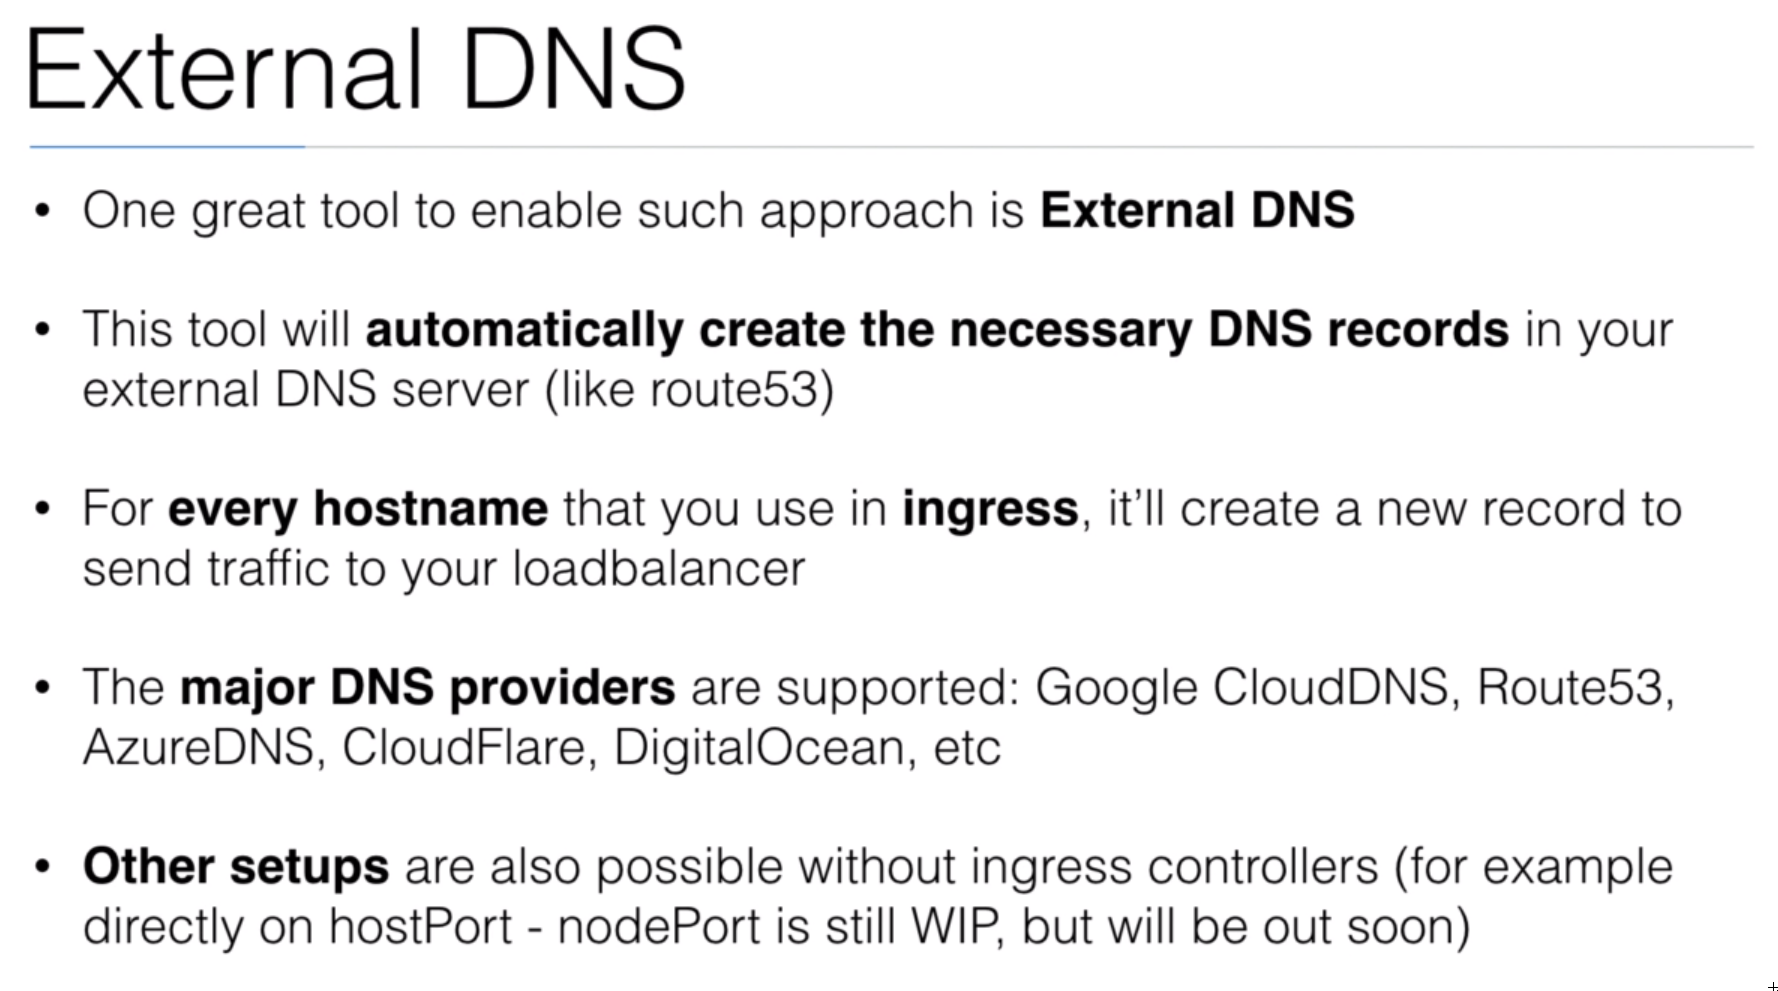 External DNS
• One great tool to enable such approach is External DNS
• This tool will automatically create the necessary DNS records in your
external DNS server (like route53)
• For every hostname that you use in ingress, it'll create a new record to
send traffic to your loadbalancer
• The major DNS providers are supported: Google CloudDNS, Route53,
AzureDNS, CloudFlare, DigitalOcean, etc
• Other setups are also possible without ingress controllers (for example
directly on hostPort - nodePort is still WIP, but will be out soon)